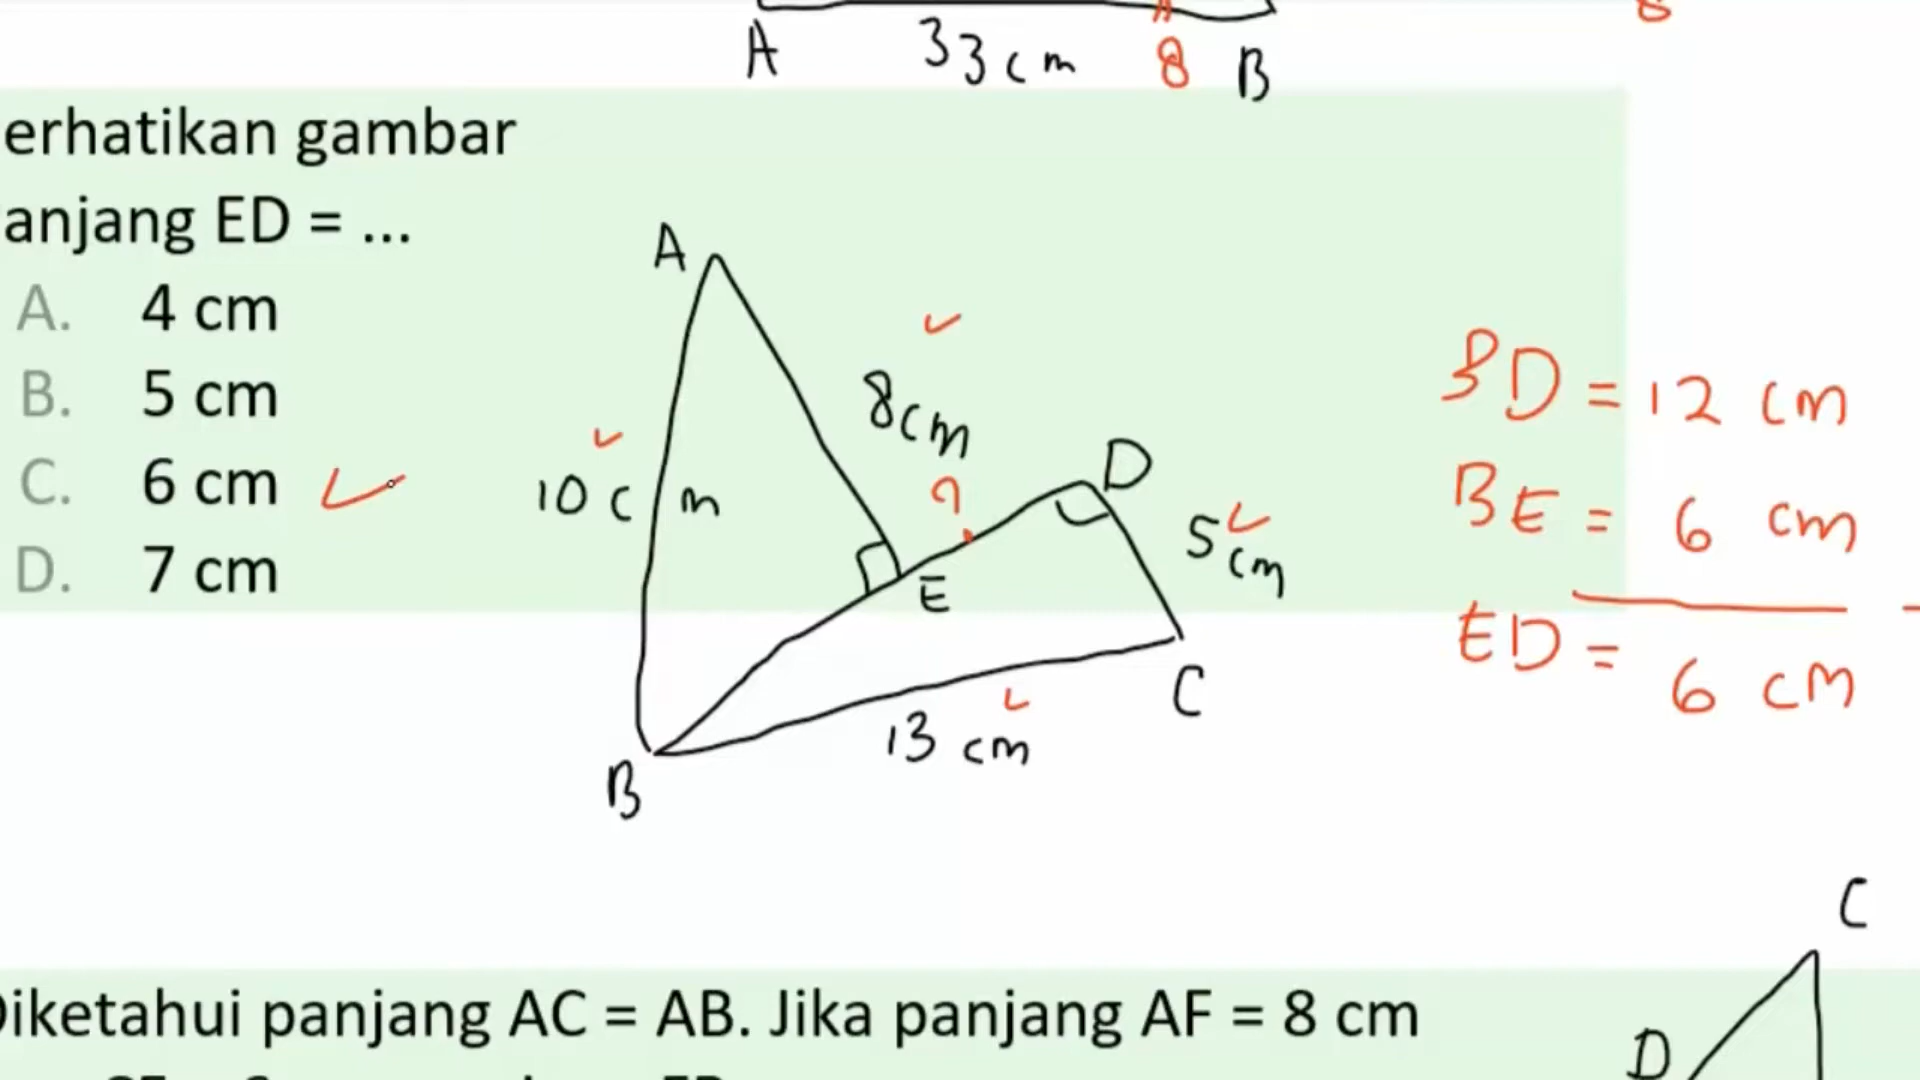 A 33 cm 8 B
8
erhatikan gambar
anjang ED = ...
A. 4 cm
B. 5 cm
C. 6 cm
D. 7 cm
A
8cm
10 cm
?
D
5 cm
E
C
13 cm
B
BD = 12 cm
BE = 6 cm
ED = 6 cm
C
Diketahui panjang AC = AB. Jika panjang AF = 8 cm
D